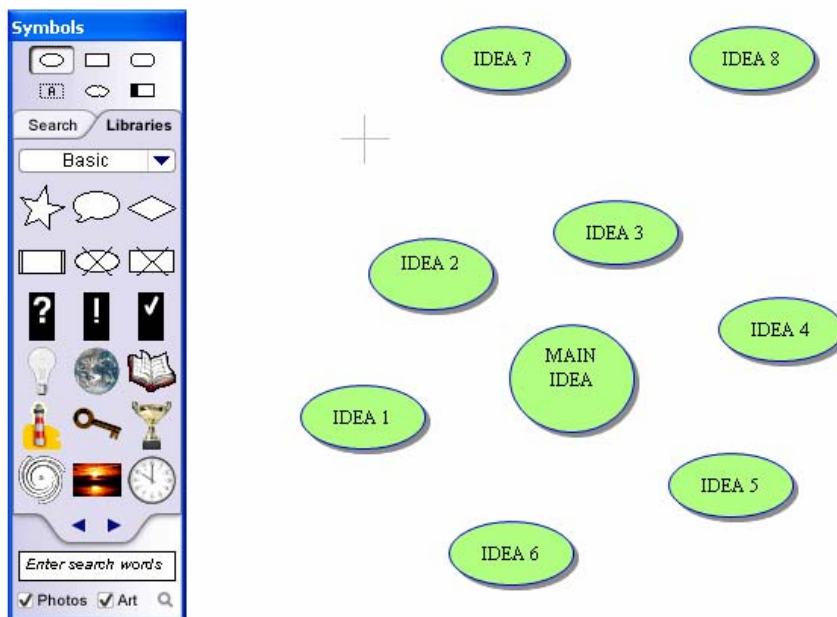 Symbols
A
Search Libraries
Basic
? !
Enter search words
Photos Art
IDEA 7
IDEA 8
IDEA 3
IDEA 2
IDEA 4
MAIN
IDEA
IDEA 1
IDEA 5
IDEA 6